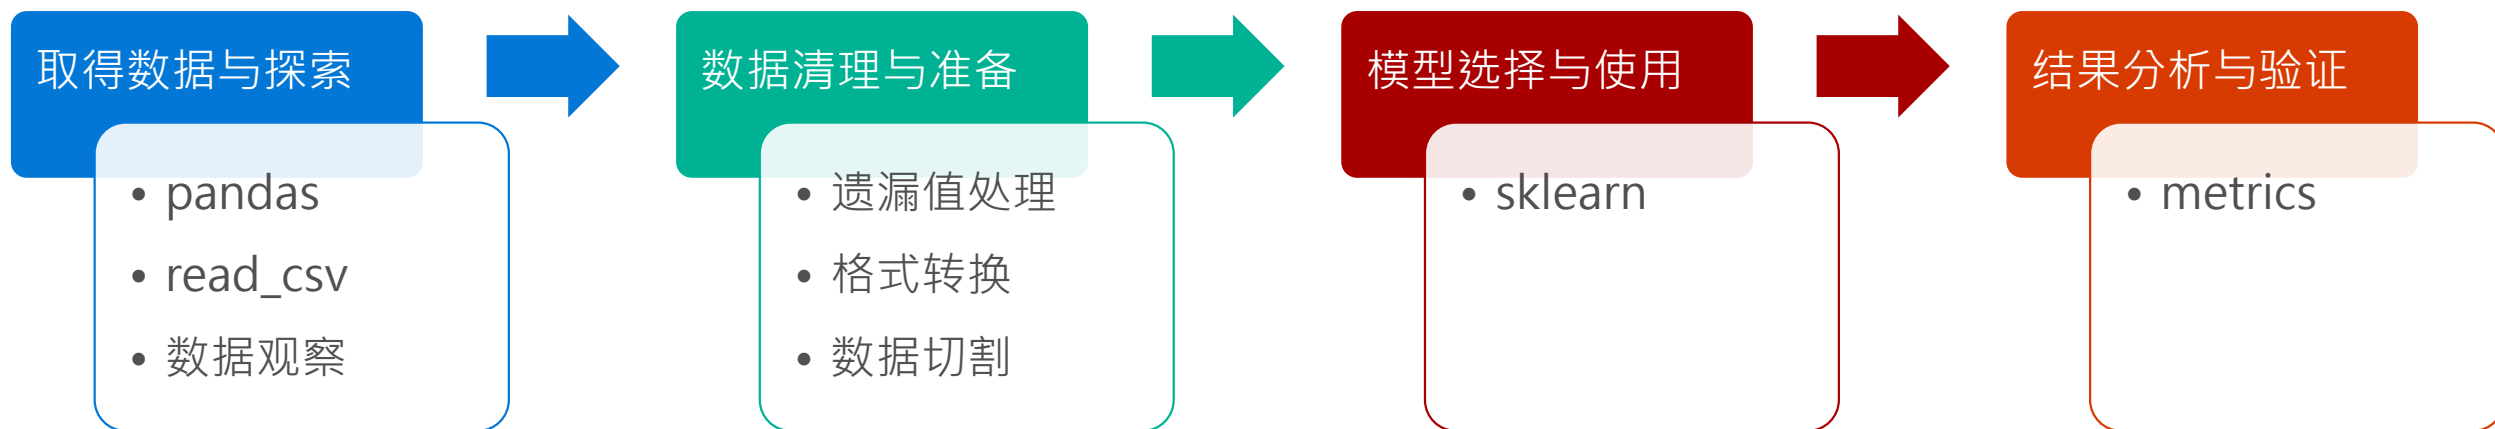 取得数据与探索
• pandas
• read_csv
• 数据观察
数据清理与准备
• 遗漏值处理
• 格式转换
• 数据切割
模型选择与应用
• sklearn
结果分析与验证
• metrics